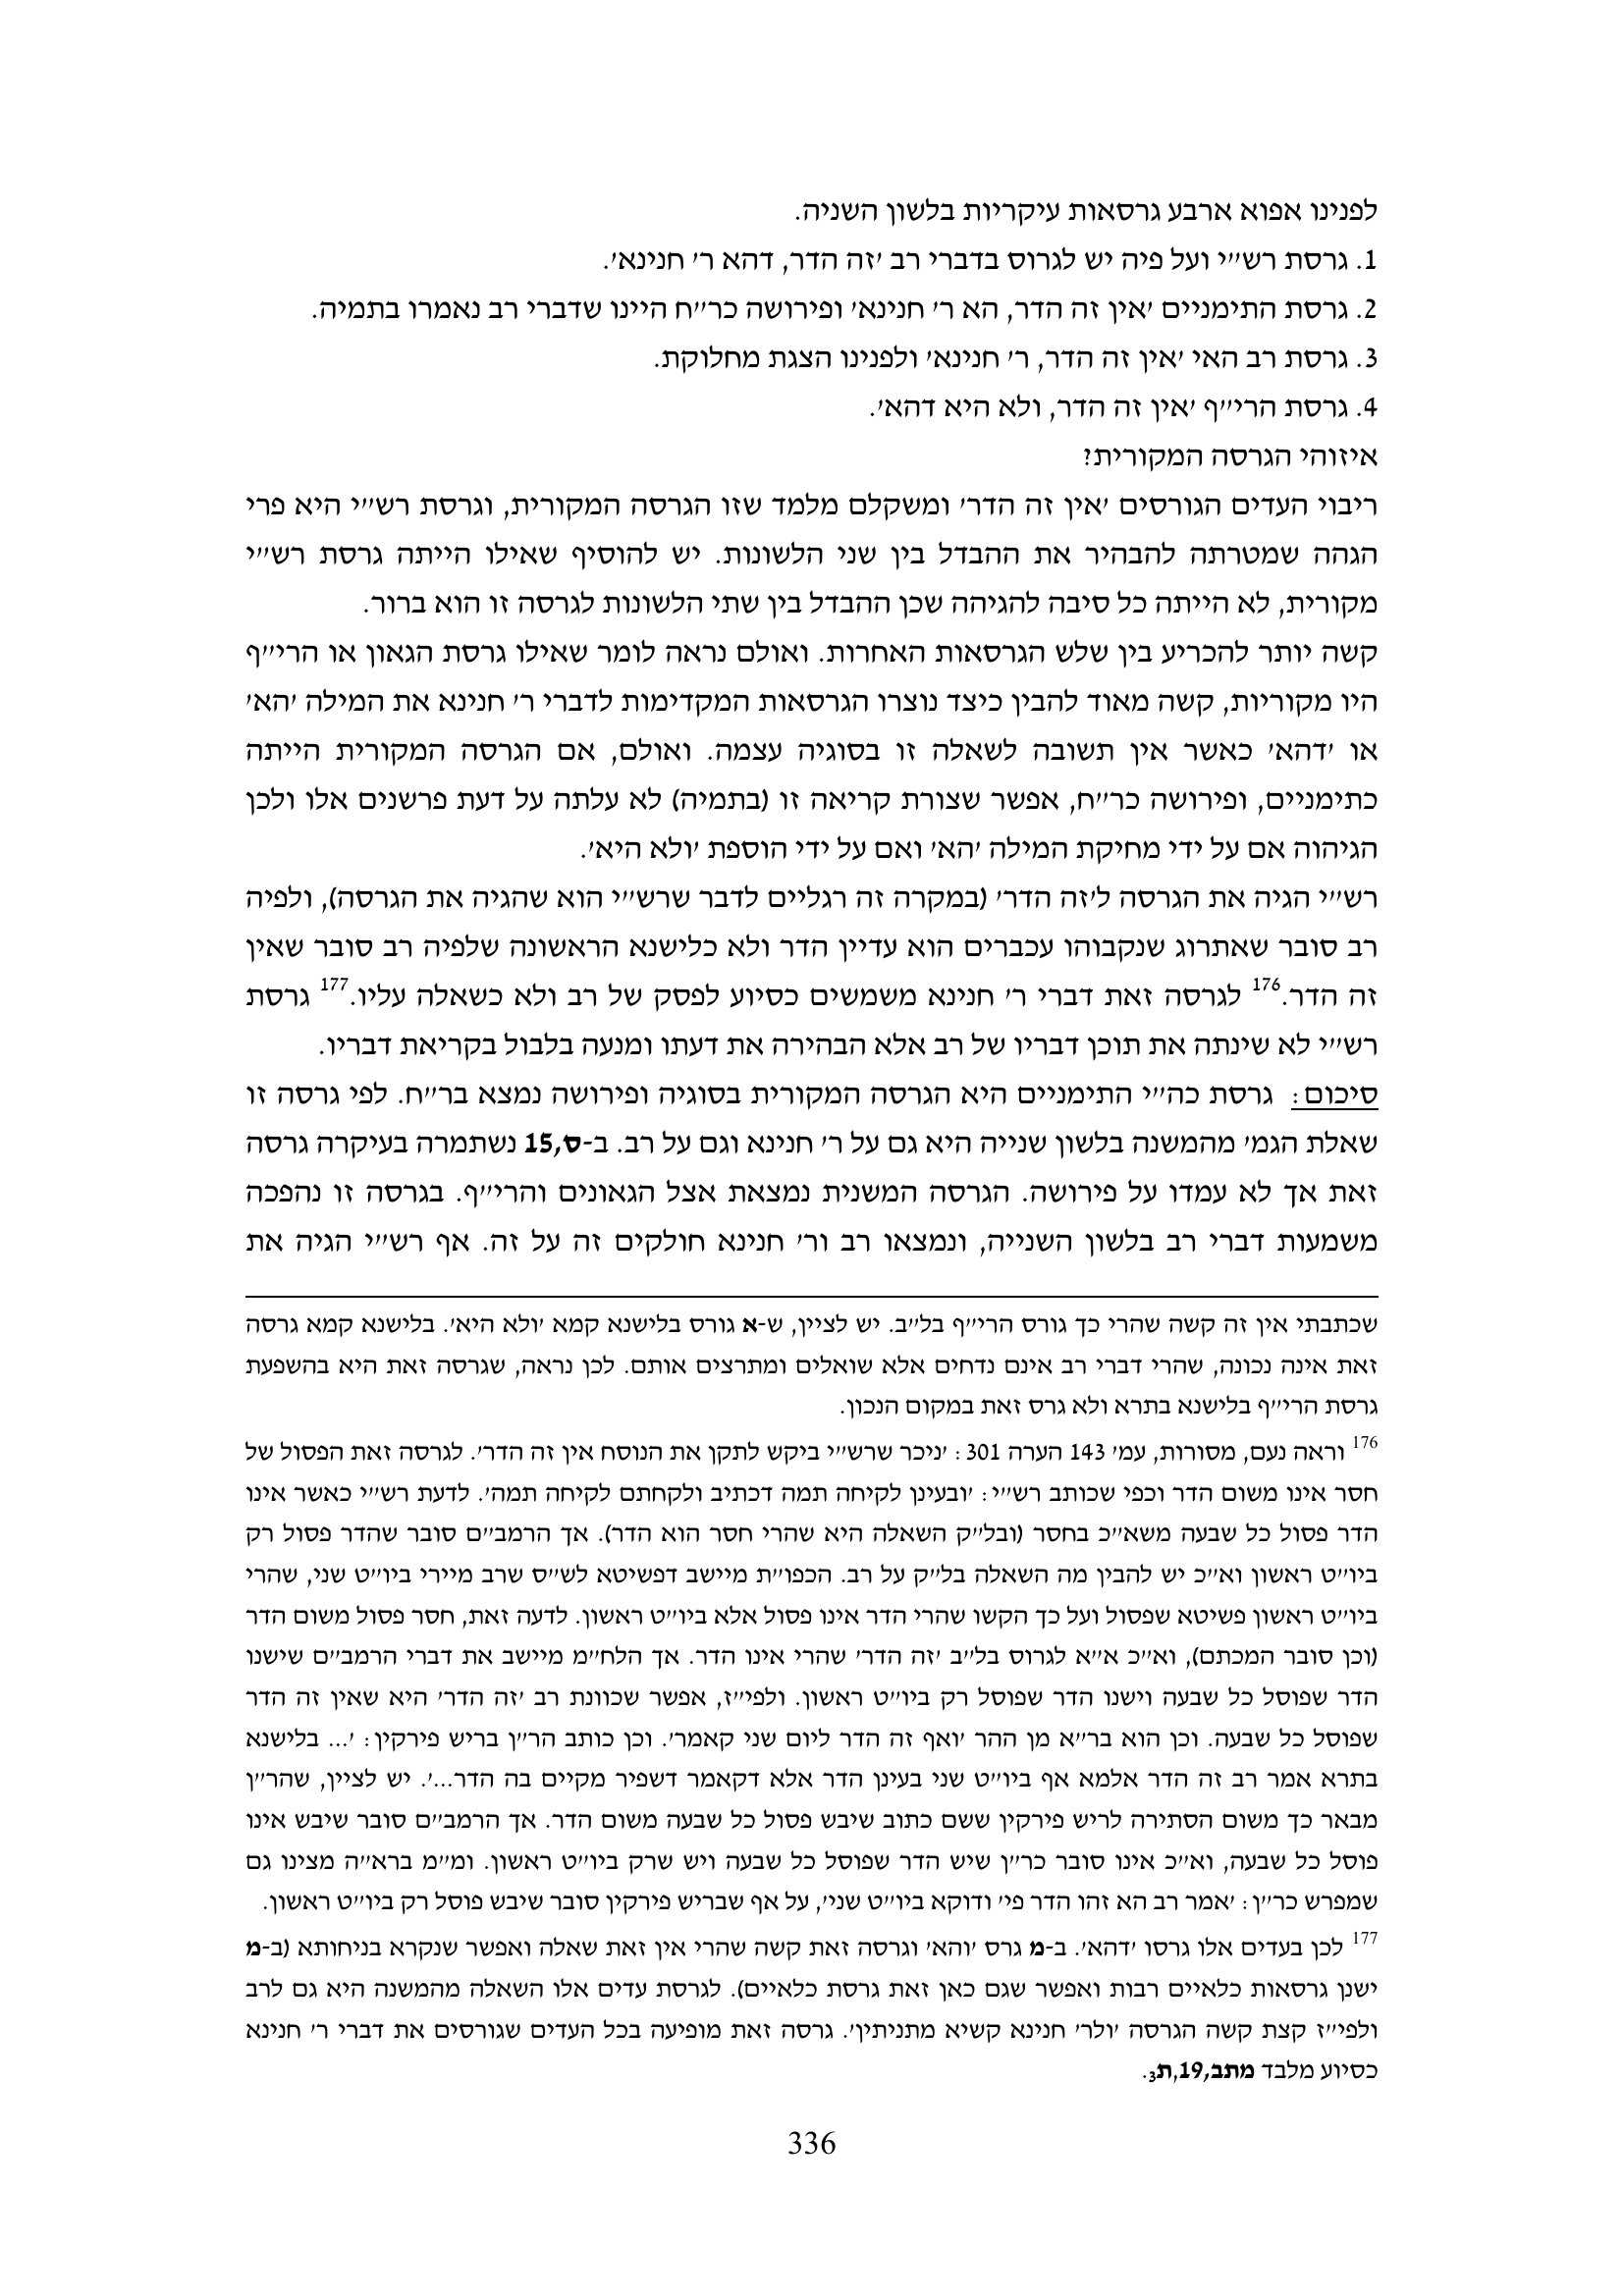 לפנינו אפוא ארבע גרסאות עיקריות בלשון השניה.
1. גרסת רש״י ועל פיה יש לגרוס בדברי רב ׳זה הדר, דהא ר׳ חנינא׳.
2. גרסת התימניים ׳אין זה הדר, הא ר׳ חנינא׳ ופירושה כר״ח היינו שדברי רב נאמרו בתמיה.
3. גרסת רב האי ׳אין זה הדר, ר׳ חנינא׳ ולפנינו הצגת מחלוקת.
4. גרסת הרי״ף ׳אין זה הדר, ולא היא דהא׳.
איזוהי הגרסה המקורית?
ריבוי העדים הגורסים ׳אין זה הדר׳ ומשקלם מלמד שזו הגרסה המקורית, וגרסת רש״י היא פרי
הגהה שמטרתה להבהיר את ההבדל בין שני הלשונות. יש להוסיף שאילו הייתה גרסת רש״י
מקורית, לא הייתה כל סיבה להגיהה שכן ההבדל בין שתי הלשונות לגרסה זו הוא ברור.
קשה יותר להכריע בין שלש הגרסאות האחרות. ואולם נראה לומר שאילו גרסת הגאון או הרי״ף
היו מקוריות, קשה מאוד להבין כיצד נוצרו הגרסאות המקדימות לדברי ר׳ חנינא את המילה ׳הא׳
או ׳דהא׳ כאשר אין תשובה לשאלה זו בסוגיה עצמה. ואולם, אם הגרסה המקורית הייתה
כתימניים, ופירושה כר״ח, אפשר שצורת קריאה זו (בתמיה) לא עלתה על דעת פרשנים אלו ולכן
הגיהוה אם על ידי מחיקת המילה ׳הא׳ ואם על ידי הוספת ׳ולא היא׳.
רש״י הגיה את הגרסה ל׳זה הדר׳ (במקרה זה רגליים לדבר שרש״י הוא שהגיה את הגרסה), ולפיה
רב סובר שאתרוג שנקבוהו עכברים הוא עדיין הדר ולא כלישנא הראשונה שלפיה רב סובר שאין
זה הדר.176 לגרסה זאת דברי ר׳ חנינא משמשים כסיוע לפסק של רב ולא כשאלה עליו.177 גרסת
רש״י לא שינתה את תוכן דבריו של רב אלא הבהירה את דעתו ומנעה בלבול בקריאת דבריו.
סיכום: גרסת כה״י התימניים היא הגרסה המקורית בסוגיה ופירושה נמצא בר״ח. לפי גרסה זו
שאלת הגמ׳ מהמשנה בלשון שנייה היא גם על ר׳ חנינא וגם על רב. ב-ס,15 נשתמרה בעיקרה גרסה
זאת אך לא עמדו על פירושה. הגרסה המשנית נמצאת אצל הגאונים והרי״ף. בגרסה זו נהפכה
משמעות דברי רב בלשון השנייה, ונמצאו רב ור׳ חנינא חולקים זה על זה. אף רש״י הגיה את
שכתבתי אין זה קשה שהרי כך גורס הרי״ף בל״ב. יש לציין, ש-א גורס בלישנא קמא ׳ולא היא׳. בלישנא קמא גרסה
זאת אינה נכונה, שהרי דברי רב אינם נדחים אלא שואלים ומתרצים אותם. לכן נראה, שגרסה זאת היא בהשפעת
גרסת הרי״ף בלישנא בתרא ולא גרס זאת במקום הנכון.
176 וראה נעם, מסורות, עמ׳ 143 הערה 301: ׳ניכר שרש״י ביקש לתקן את הנוסח אין זה הדר׳. לגרסה זאת הפסול של
חסר אינו משום הדר וכפי שכותב רש״י: ׳ובעינן לקיחה תמה דכתיב ולקחתם לקיחה תמה׳. לדעת רש״י כאשר אינו
הדר פסול כל שבעה משא״כ בחסר (ובל״ק השאלה היא שהרי חסר הוא הדר). אך הרמב״ם סובר שהדר פסול רק
ביו״ט ראשון וא״כ יש להבין מה השאלה בל״ק על רב. הכפו״ת מיישב דפשיטא לש״ס שרב מיירי ביו״ט שני, שהרי
ביו״ט ראשון פשיטא שפסול ועל כך הקשו שהרי הדר אינו פסול אלא ביו״ט ראשון. לדעה זאת, חסר פסול משום הדר
(וכן סובר המכתם), וא״כ א״א לגרוס בל״ב ׳זה הדר׳ שהרי אינו הדר. אך הלח״מ מיישב את דברי הרמב״ם שישנו
הדר שפוסל כל שבעה וישנו הדר שפוסל רק ביו״ט ראשון. ולפי״ז, אפשר שכוונת רב ׳זה הדר׳ היא שאין זה הדר
שפוסל כל שבעה. וכן הוא בר״א מן ההר ׳ואף זה הדר ליום שני קאמר׳. וכן כותב הר״ן בריש פירקין: ׳... בלישנא
בתרא אמר רב זה הדר אלמא אף ביו״ט שני בעינן הדר אלא דקאמר דשפיר מקיים בה הדר...׳. יש לציין, שהר״ן
מבאר כך משום הסתירה לריש פירקין ששם כתוב שיבש פסול כל שבעה משום הדר. אך הרמב״ם סובר שיבש אינו
פוסל כל שבעה, וא״כ אינו סובר כר״ן שיש הדר שפוסל כל שבעה ויש שרק ביו״ט ראשון. ומ״מ ברא״ה מצינו גם
שמפרש כר״ן: ׳אמר רב הא זהו הדר פי׳ ודוקא ביו״ט שני׳, על אף שבריש פירקין סובר שיבש פוסל רק ביו״ט ראשון.
177 לכן בעדים אלו גרסו ׳דהא׳. ב-מ גרס ׳והא׳ וגרסה זאת קשה שהרי אין זאת שאלה ואפשר שנקרא בניחותא (ב-מ
ישנן גרסאות כלאיים רבות ואפשר שגם כאן זאת גרסת כלאיים). לגרסת עדים אלו השאלה מהמשנה היא גם לרב
ולפי״ז קצת קשה הגרסה ׳ולר׳ חנינא קשיא מתניתין׳. גרסה זאת מופיעה בכל העדים שגורסים את דברי ר׳ חנינא
כסיוע מלבד מתב,19,ת3.
336